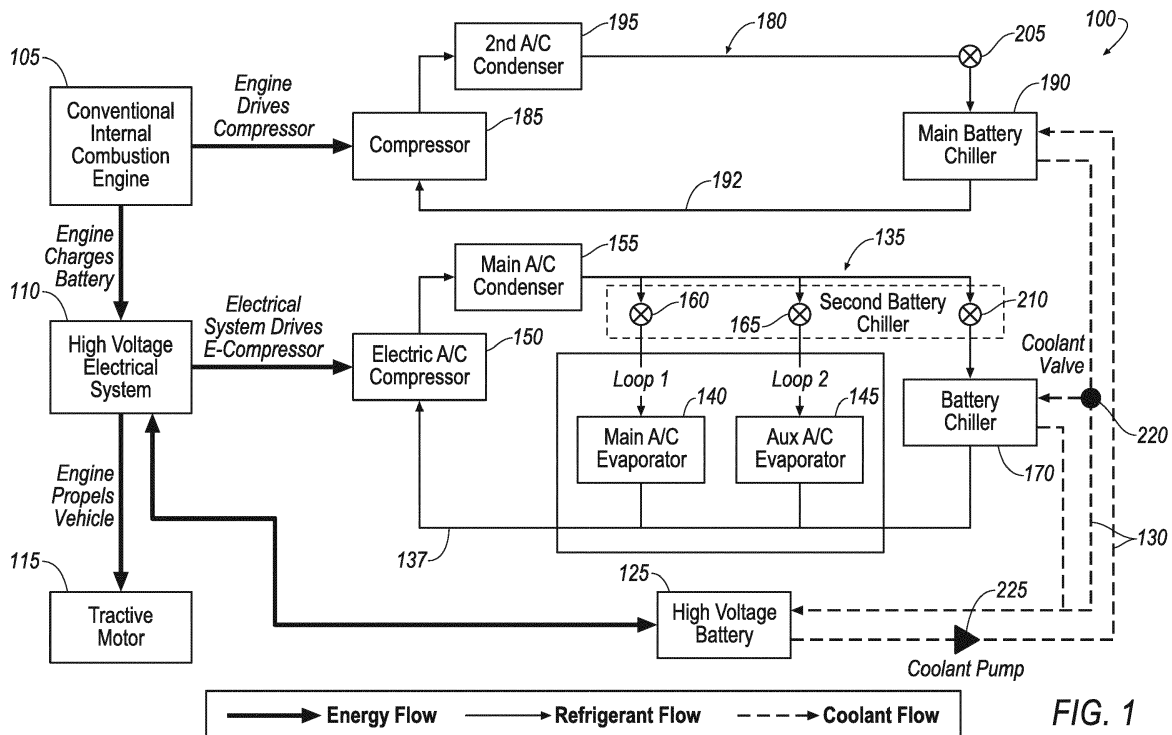 100
105
Conventional
Internal
Combustion
Engine
Engine
Drives
Compressor
195
2nd A/C
Condenser
180
205
185
Compressor
190
Main Battery
Chiller
192
Engine
Charges
Battery
110
High Voltage
Electrical
System
Electrical
System Drives
E-Compressor
155
Main A/C
Condenser
135
160
165
Second Battery
Chiller
210
150
Electric A/C
Compressor
Loop 1
Loop 2
Coolant
Valve
140
Main A/C
Evaporator
145
Aux A/C
Evaporator
Battery
Chiller
170
220
Engine
Propels
Vehicle
137
130
115
Tractive
Motor
125
High Voltage
Battery
225
Coolant Pump
Energy Flow
Refrigerant Flow
Coolant Flow
FIG. 1